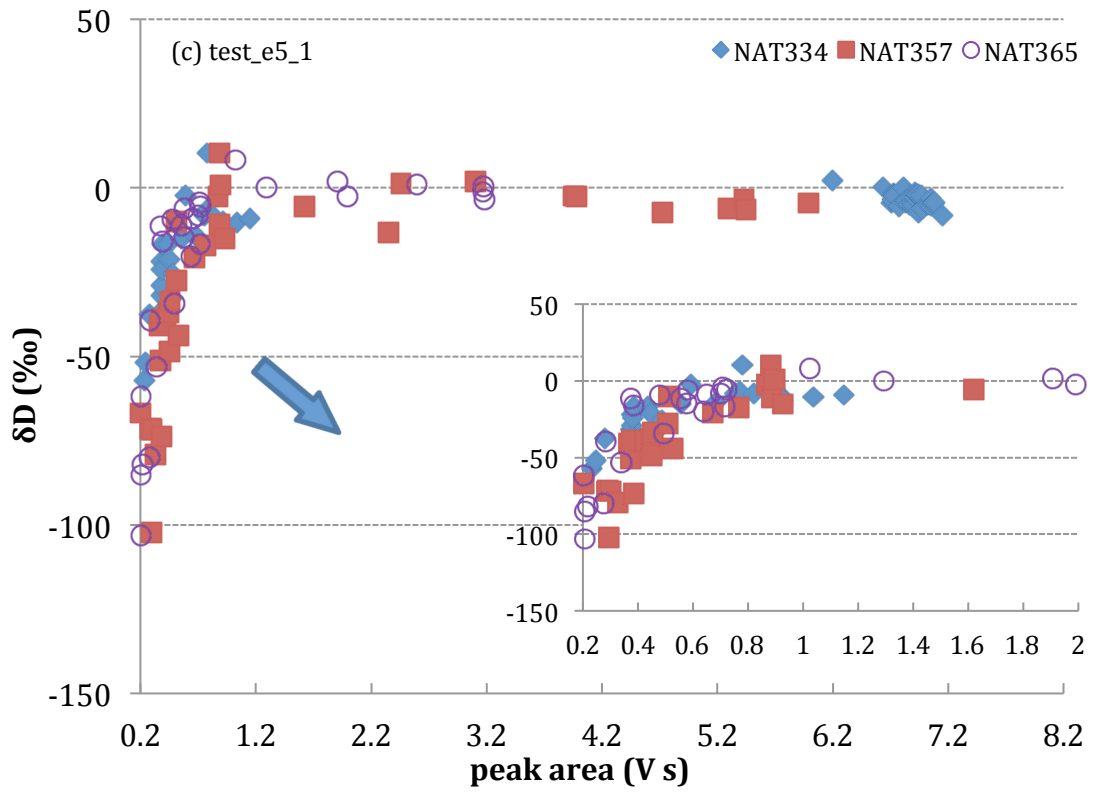 50
(c) test_e5_1
NAT334 NAT357 NAT365
0
-50
-100
-150
δD (‰)
50
0
-50
-100
-150
0.2 0.4 0.6 0.8 1 1.2 1.4 1.6 1.8 2
0.2 1.2 2.2 3.2 4.2 5.2 6.2 7.2 8.2
peak area (V s)